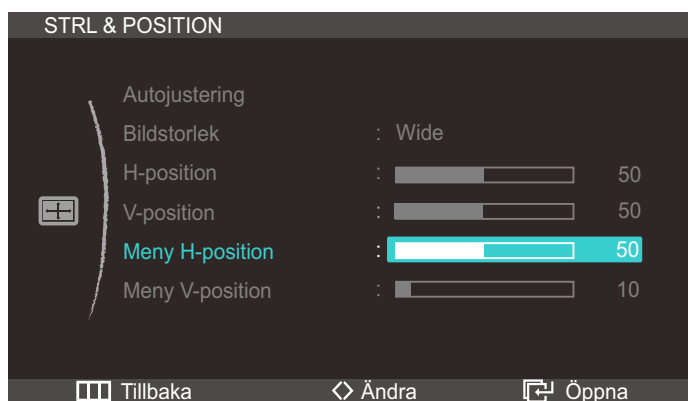 STRL & POSITION
Autojustering
Bildstorlek : Wide
H-position : 50
V-position : 50
Meny H-position : 50
Meny V-position : 10
Tillbaka Ändra Öppna